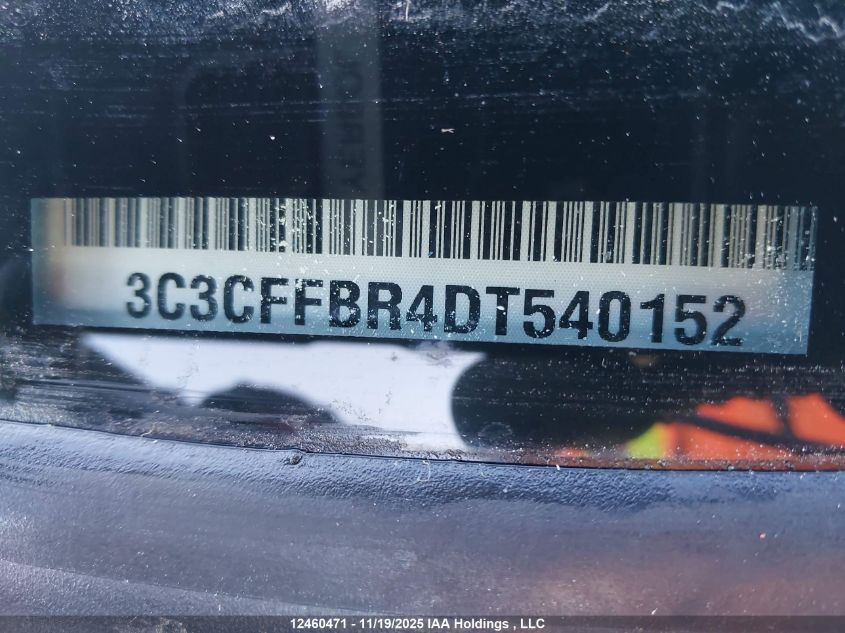 3C3CFFBR4DT540152
12460471 - 11/19/2025 IAA Holdings , LLC